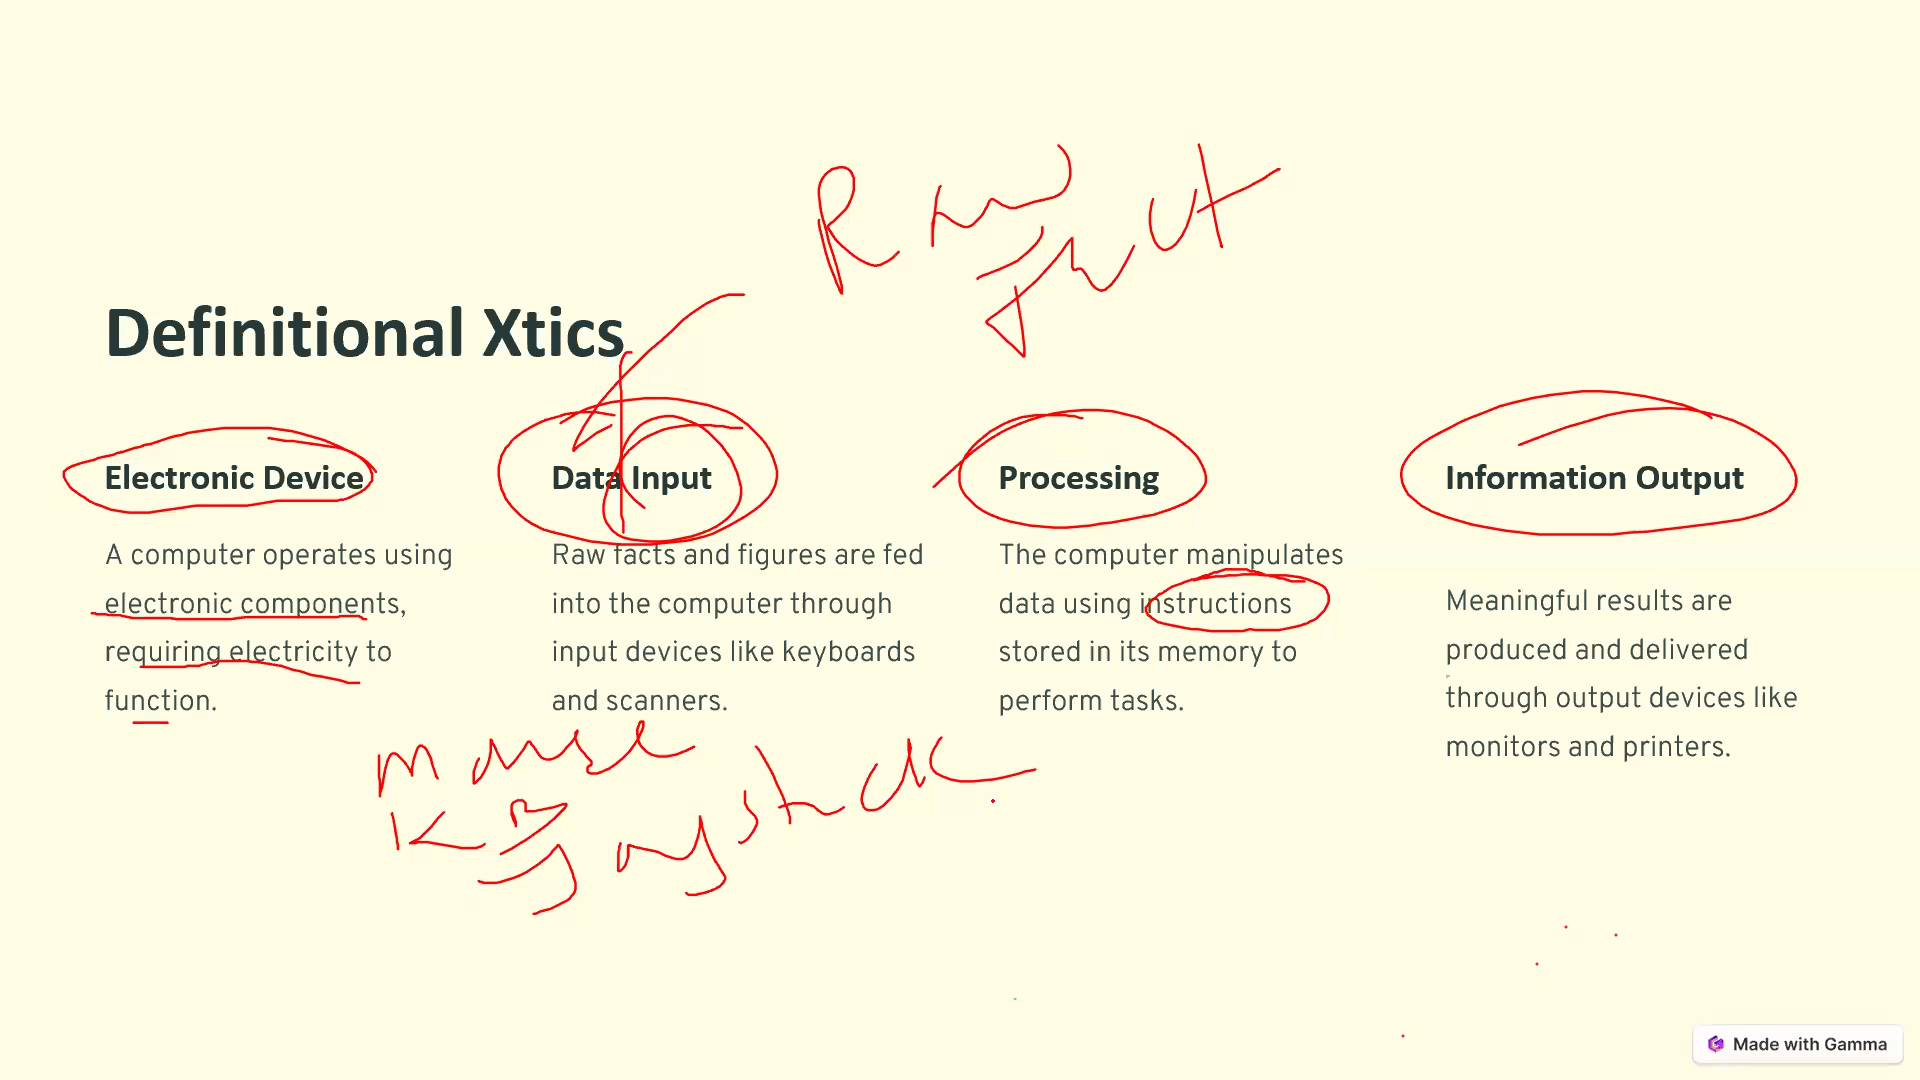 Raw
fact
Definitional Xtics
Electronic Device
A computer operates using
electronic components,
requiring electricity to
function.
Data Input
Raw facts and figures are fed
into the computer through
input devices like keyboards
and scanners.
Processing
The computer manipulates
data using instructions
stored in its memory to
perform tasks.
Information Output
Meaningful results are
produced and delivered
through output devices like
monitors and printers.
mouse
Joystick
Made with Gamma